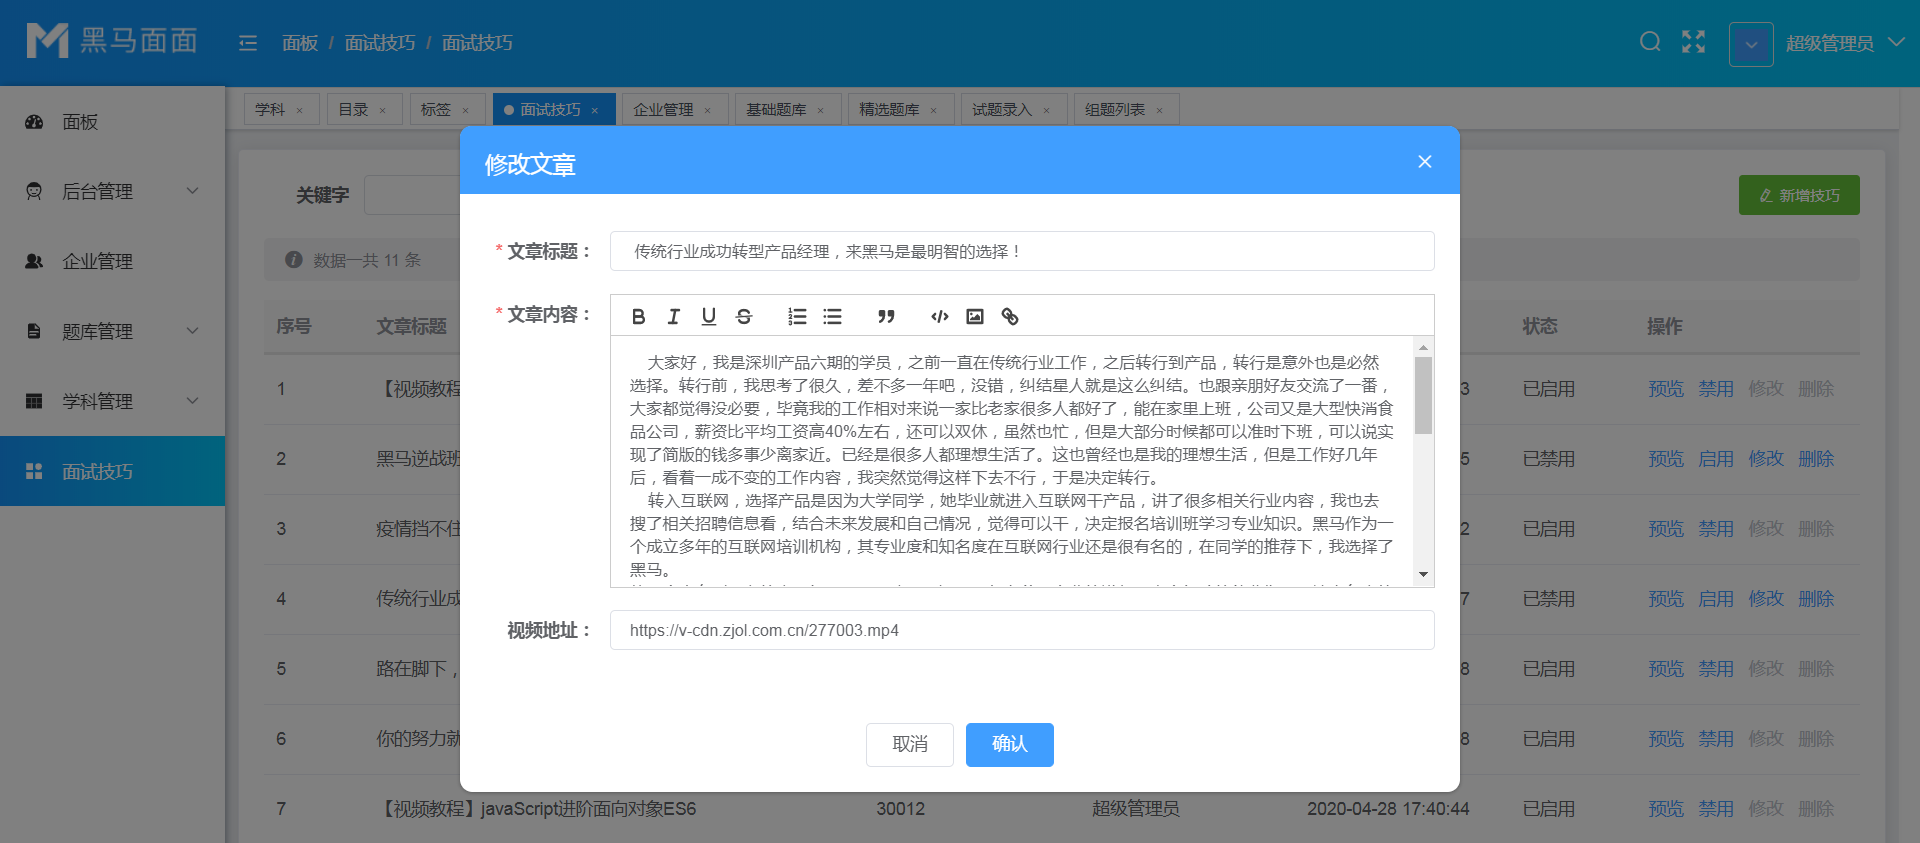 黑马面面
面板 / 面试技巧 / 面试技巧
超级管理员
面板
后台管理
企业管理
题库管理
学科管理
面试技巧
学科 × 目录 × 标签 × 面试技巧 × 企业管理 × 基础题库 × 精选题库 × 试题录入 × 组题列表 ×
关键字
新增技巧
数据一共 11 条
序号 文章标题 状态 操作
1 【视频教程 3 已启用 预览 禁用 修改 删除
2 黑马逆战班 5 已禁用 预览 启用 修改 删除
3 疫情挡不住 2 已启用 预览 禁用 修改 删除
4 传统行业成 7 已禁用 预览 启用 修改 删除
5 路在脚下， 8 已启用 预览 禁用 修改 删除
6 你的努力就 8 已启用 预览 禁用 修改 删除
7 【视频教程】javaScript进阶面向对象ES6 30012 超级管理员 2020-04-28 17:40:44 已启用 预览 禁用 修改 删除
修改文章
* 文章标题： 传统行业成功转型产品经理，来黑马是最明智的选择！
* 文章内容：
大家好，我是深圳产品六期的学员，之前一直在传统行业工作，之后转行到产品，转行是意外也是必然
选择。转行前，我思考了很久，差不多一年吧，没错，纠结星人就是这么纠结。也跟亲朋好友交流了一番，
大家都觉得没必要，毕竟我的工作相对来说一家比老家很多人都好了，能在家里上班，公司又是大型快消食
品公司，薪资比平均工资高40%左右，还可以双休，虽然也忙，但是大部分时候都可以准时下班，可以说实
现了简版的钱多事少离家近。已经是很多人都理想生活了。这也曾经也是我的理想生活，但是工作好几年
后，看着一成不变的工作内容，我突然觉得这样下去不行，于是决定转行。
转入互联网，选择产品是因为大学同学，她毕业就进入互联网干产品，讲了很多相关行业内容，我也去
搜了相关招聘信息看，结合未来发展和自己情况，觉得可以干，决定报名培训班学习专业知识。黑马作为一
个成立多年的互联网培训机构，其专业度和知名度在互联网行业还是很有名的，在同学的推荐下，我选择了
黑马。
视频地址： https://v-cdn.zjol.com.cn/277003.mp4
取消 确认